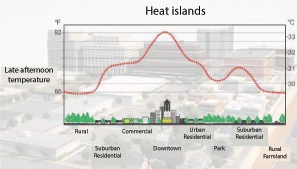 Heat islands
°F
°C
92
33
32
31
30
85
Late afternoon
temperature
Rural
Commercial
Urban
Residential
Suburban
Residential
Suburban
Residential
Downtown
Park
Rural
Farmland